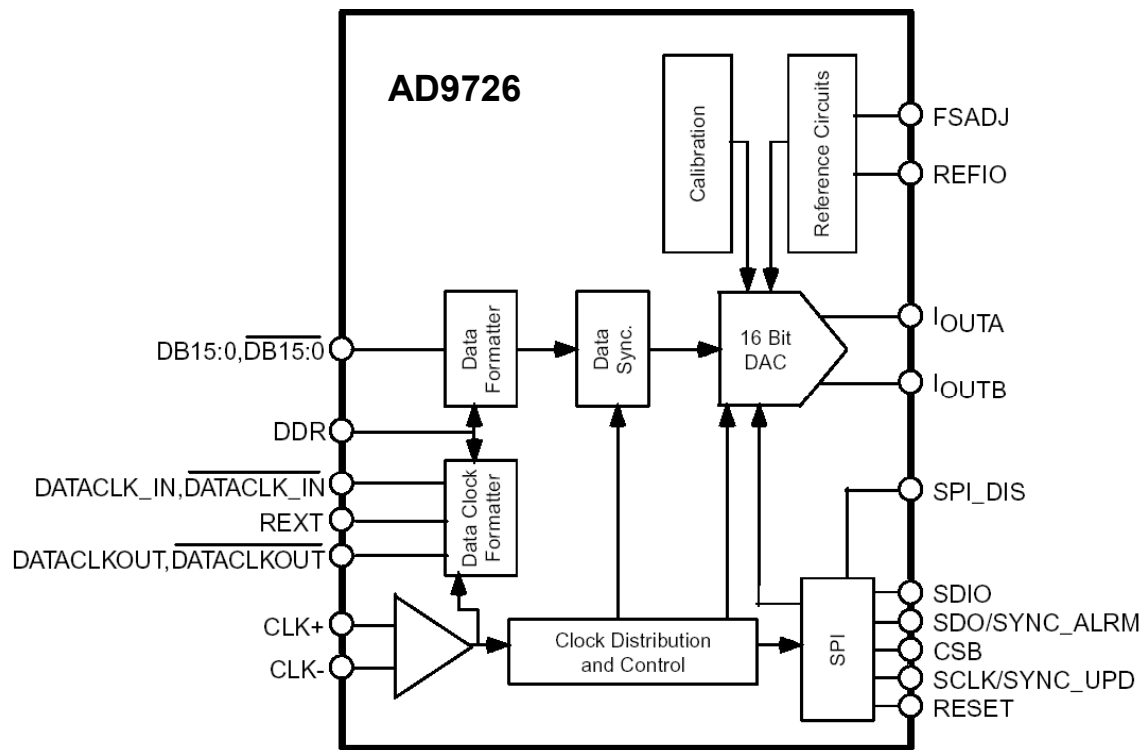 AD9726
Calibration
Reference Circuits
FSADJ
REFIO
DB15:0,DB15:0
Data
Formatter
Data
Sync.
16 Bit
DAC
IOUTA
IOUTB
DDR
DATACLK_IN,DATACLK_IN
REXT
DATACLKOUT,DATACLKOUT
Data Clock
Formatter
SPI_DIS
CLK+
CLK-
Clock Distribution
and Control
SPI
SDIO
SDO/SYNC_ALRM
CSB
SCLK/SYNC_UPD
RESET